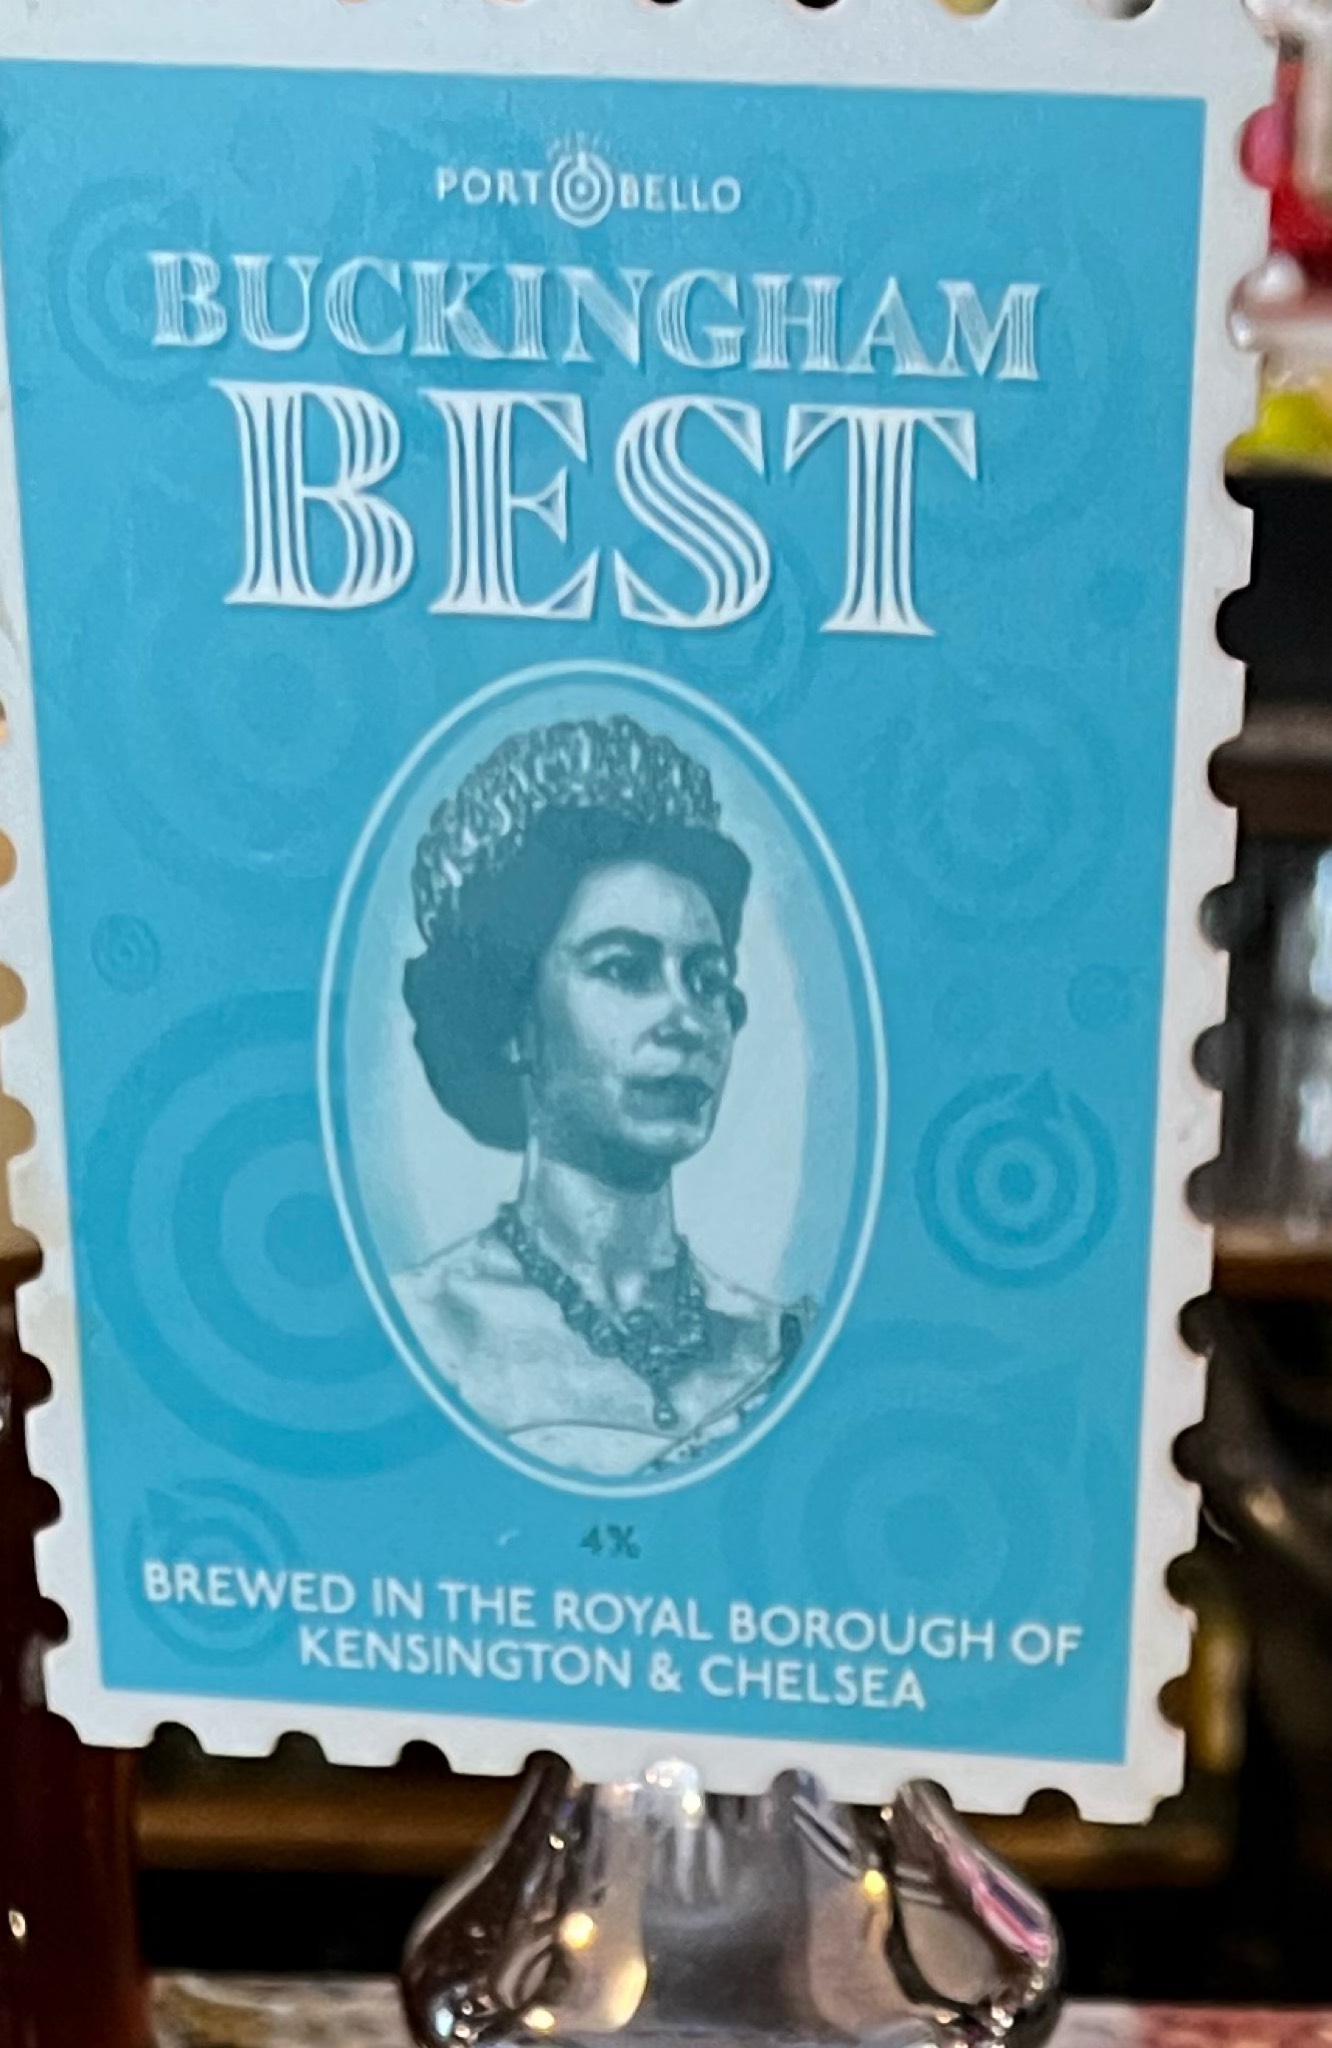 PORTOBELLO
BUCKINGHAM
BEST
4%
BREWED IN THE ROYAL BOROUGH OF
KENSINGTON & CHELSEA